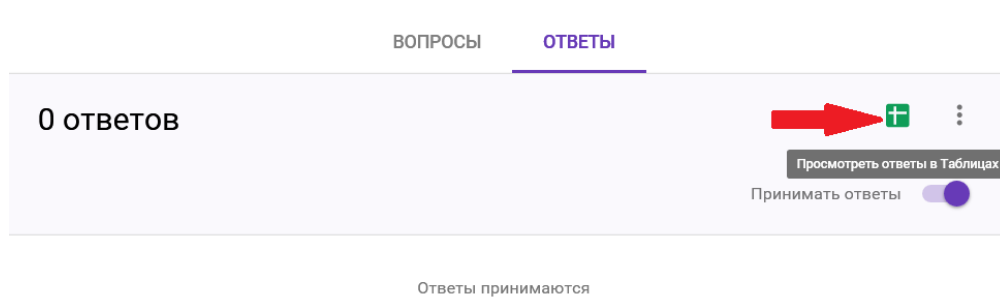 ВОПРОСЫ ОТВЕТЫ
0 ответов
Просмотреть ответы в Таблицах
Принимать ответы
Ответы принимаются